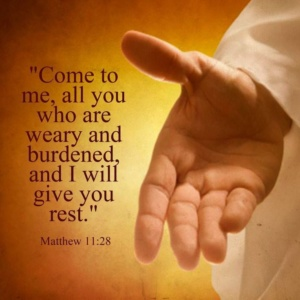 "Come to
me, all you
who are
weary and
burdened,
and I will
give you
rest."
Matthew 11:28